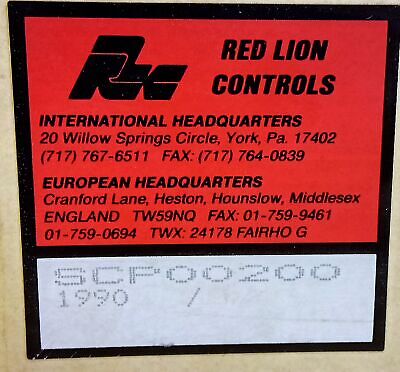 RLC
RED LION
CONTROLS
INTERNATIONAL HEADQUARTERS
20 Willow Springs Circle, York, Pa. 17402
(717) 767-6511 FAX: (717) 764-0839
EUROPEAN HEADQUARTERS
Cranford Lane, Heston, Hounslow, Middlesex
ENGLAND TW59NQ FAX: 01-759-9461
01-759-0694 TWX: 24178 FAIRHO G
SCP00200
1990 /